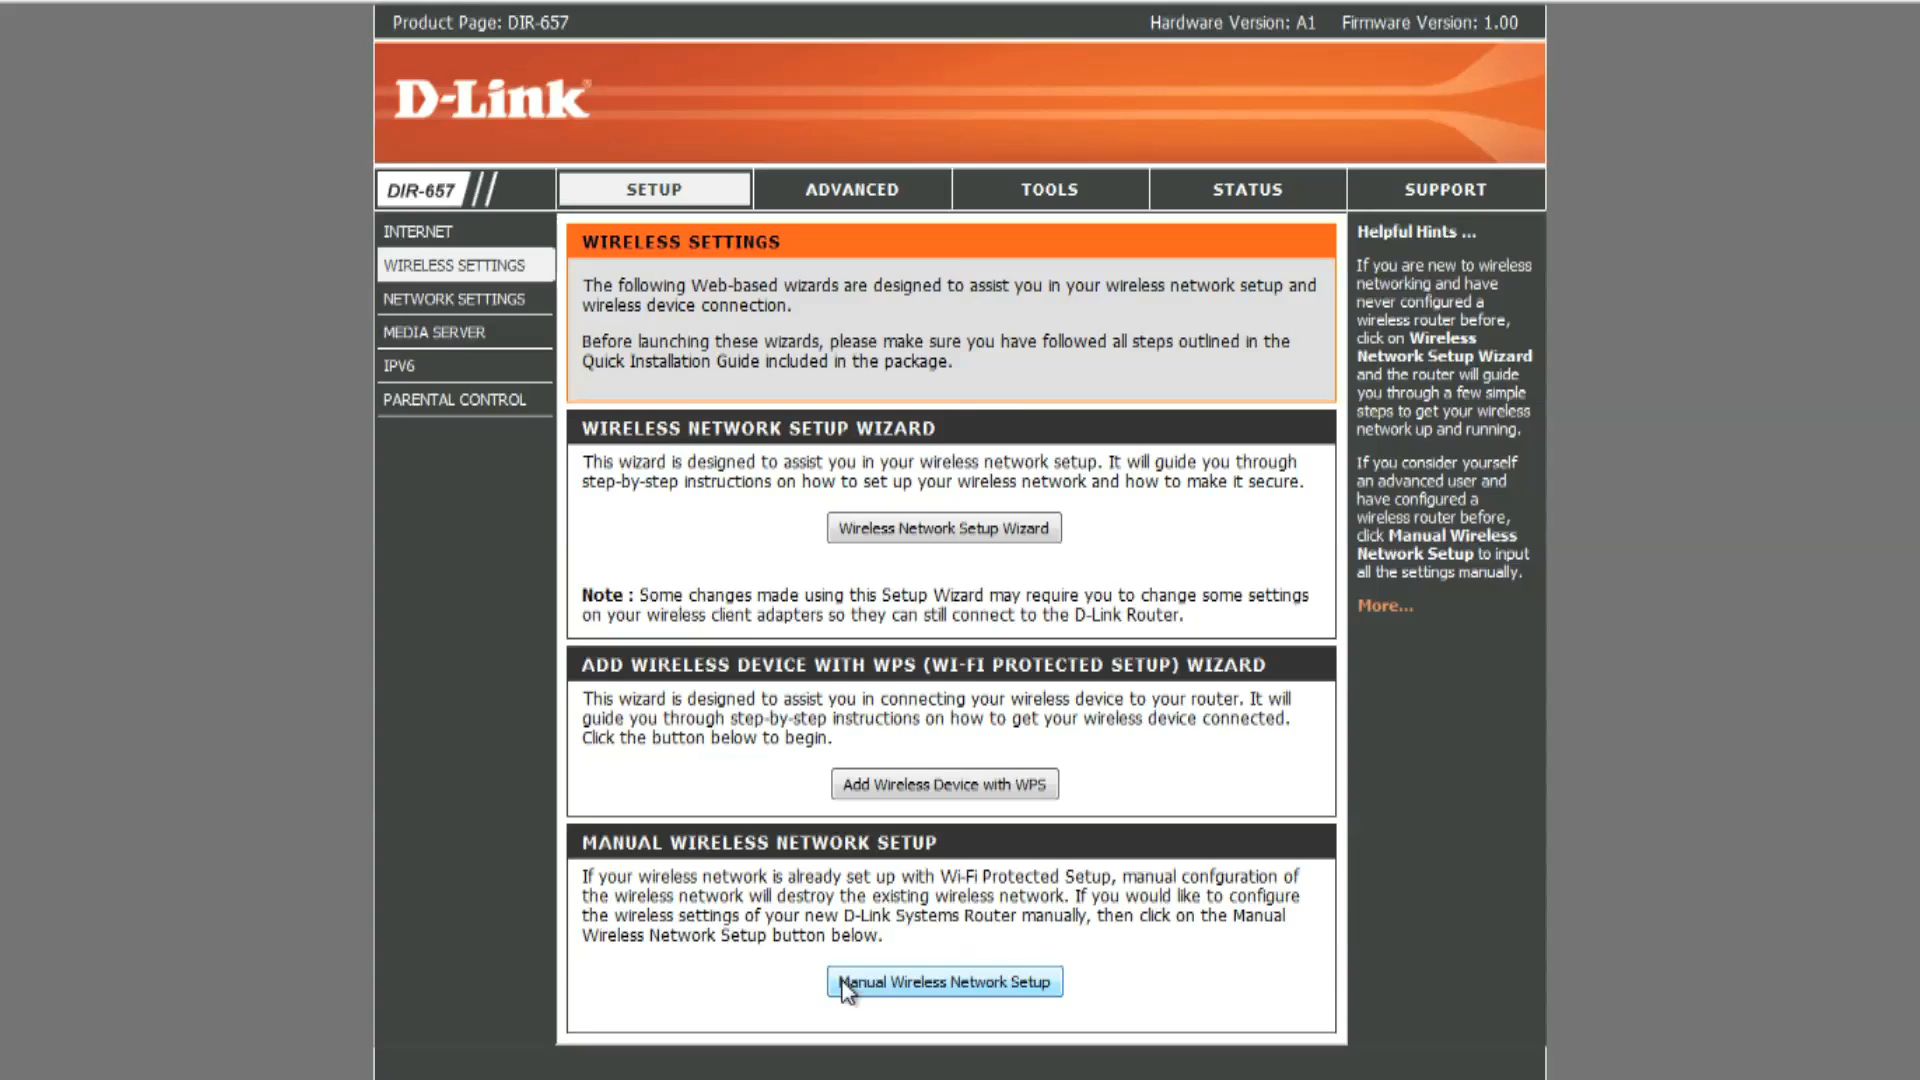 Product Page: DIR-657
Hardware Version: A1
Firmware Version: 1.00
D-Link
DIR-657
SETUP
ADVANCED
TOOLS
STATUS
SUPPORT
INTERNET
WIRELESS SETTINGS
NETWORK SETTINGS
MEDIA SERVER
IPV6
PARENTAL CONTROL
WIRELESS SETTINGS
The following Web-based wizards are designed to assist you in your wireless network setup and
wireless device connection.
Before launching these wizards, please make sure you have followed all steps outlined in the
Quick Installation Guide included in the package.
WIRELESS NETWORK SETUP WIZARD
This wizard is designed to assist you in your wireless network setup. It will guide you through
step-by-step instructions on how to set up your wireless network and how to make it secure.
Wireless Network Setup Wizard
Note : Some changes made using this Setup Wizard may require you to change some settings
on your wireless client adapters so they can still connect to the D-Link Router.
ADD WIRELESS DEVICE WITH WPS (WI-FI PROTECTED SETUP) WIZARD
This wizard is designed to assist you in connecting your wireless device to your router. It will
guide you through step-by-step instructions on how to get your wireless device connected.
Click the button below to begin.
Add Wireless Device with WPS
MANUAL WIRELESS NETWORK SETUP
If your wireless network is already set up with Wi-Fi Protected Setup, manual confguration of
the wireless network will destroy the existing wireless network. If you would like to configure
the wireless settings of your new D-Link Systems Router manually, then click on the Manual
Wireless Network Setup button below.
Manual Wireless Network Setup
Helpful Hints ...
If you are new to wireless
networking and have
never configured a
wireless router before,
click on Wireless
Network Setup Wizard
and the router will guide
you through a few simple
steps to get your wireless
network up and running.
If you consider yourself
an advanced user and
have configured a
wireless router before,
click Manual Wireless
Network Setup to input
all the settings manually.
More...